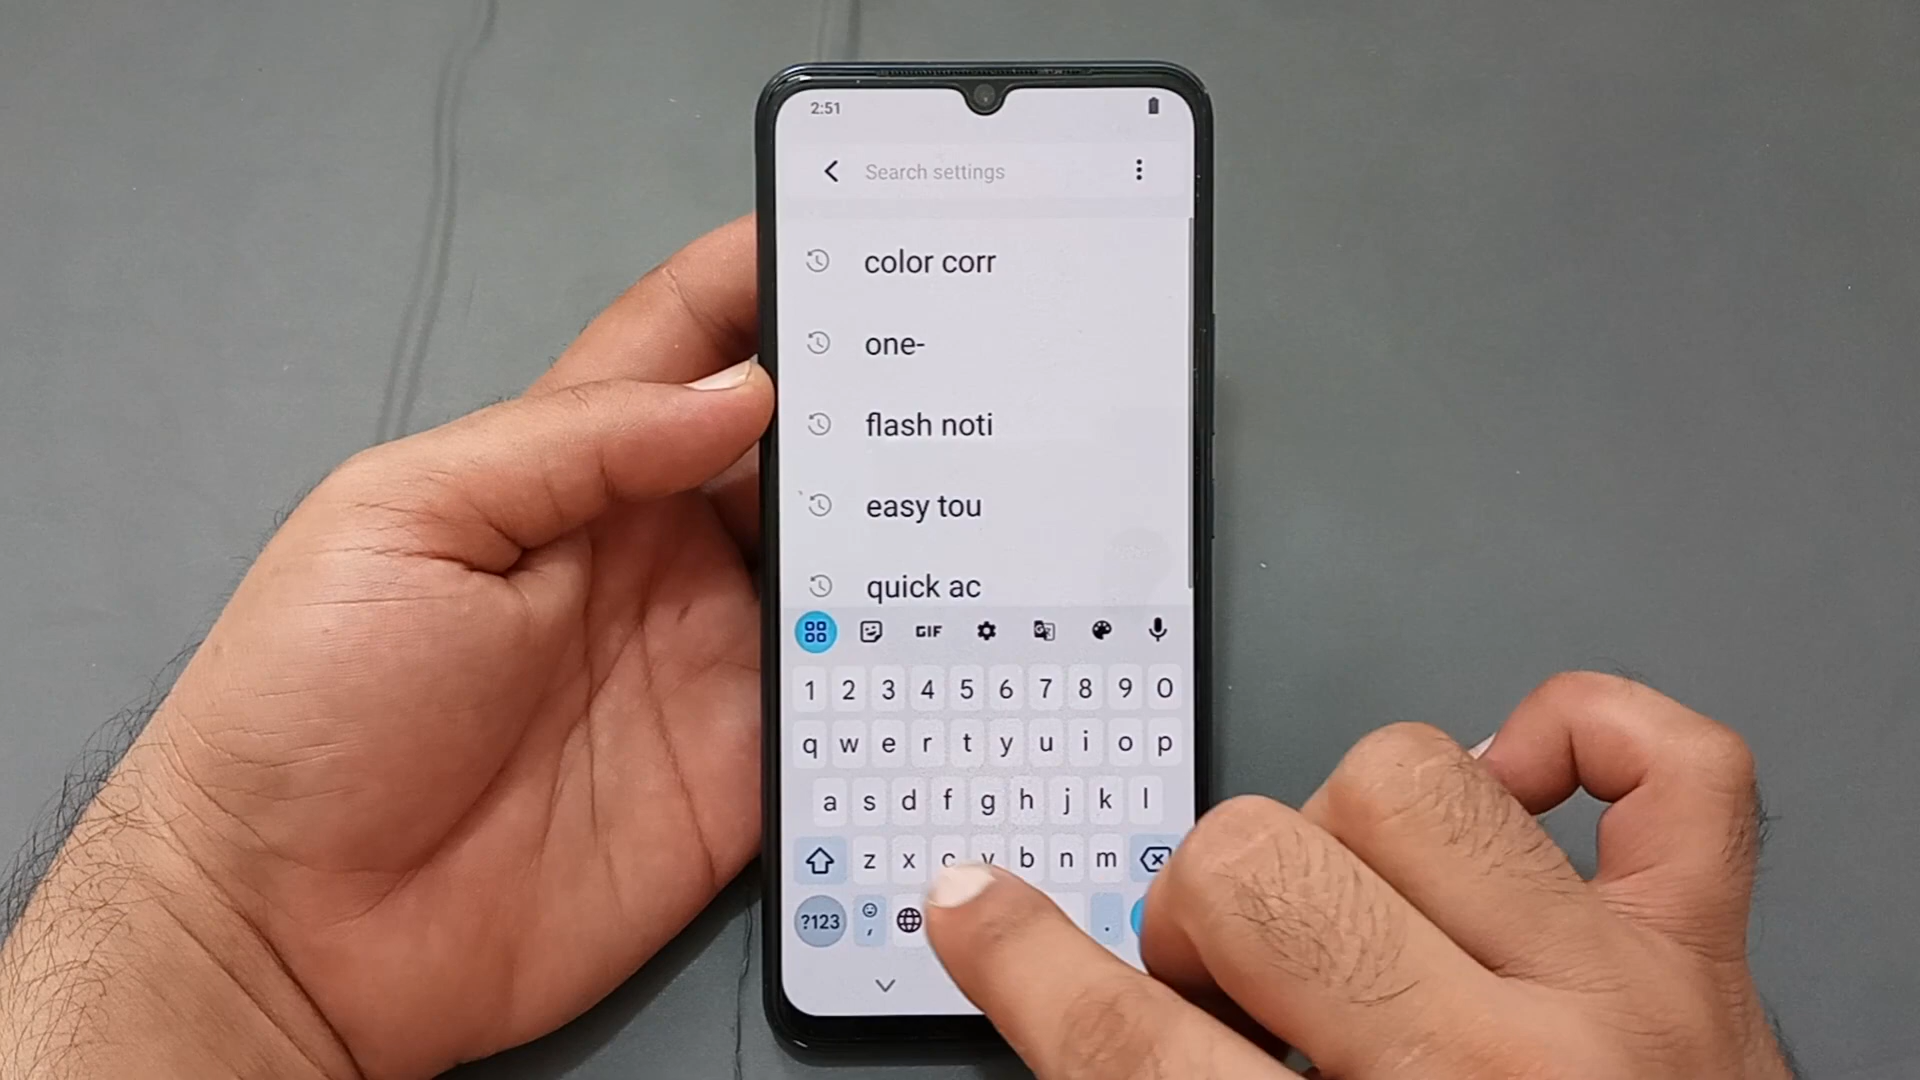 2:51
Search settings
color corr
one-
flash noti
easy tou
quick ac
GIF
1 2 3 4 5 6 7 8 9 0
q w e r t y u i o p
a s d f g h j k l
z x c v b n m
?123 , .